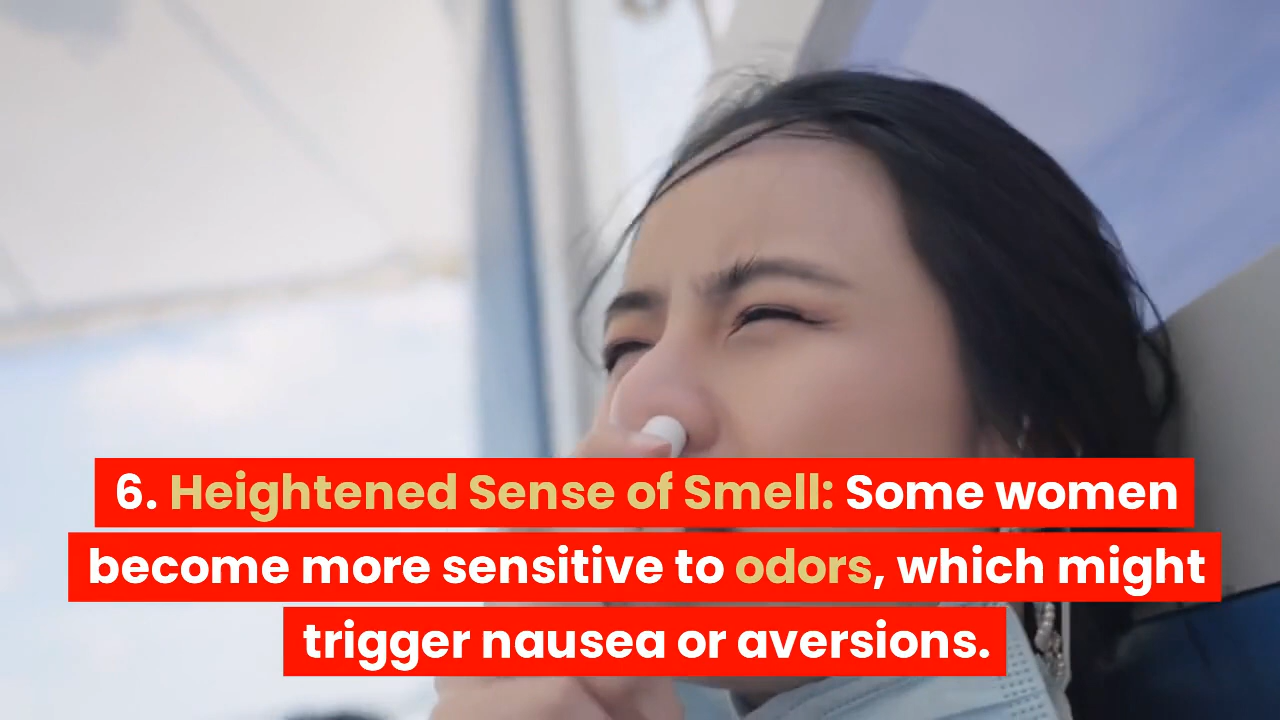 6. Heightened Sense of Smell: Some women
become more sensitive to odors, which might
trigger nausea or aversions.